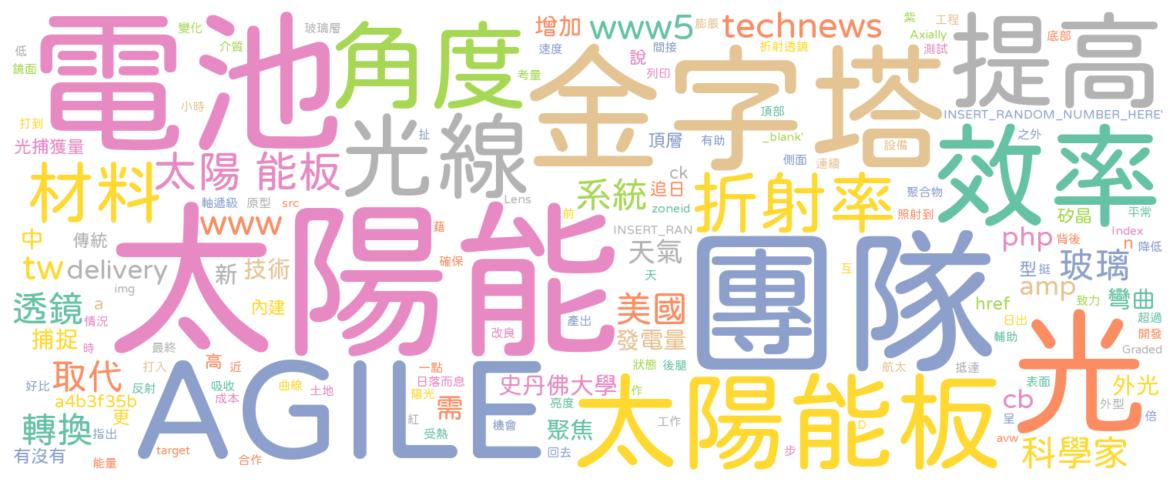 電池
太陽能
團隊
AGILE
太陽能板
金字塔
光
提高
效率
角度
光線
材料
太陽 能板
折射率
www5
technews
增加
系統
www
tw
delivery
新
技術
中
傳統
透鏡
a
捕捉
取代
a4b3f35b
更
轉換
有沒有
指出
能量
target
合作
鏡面
低
變化
介質
玻璃層
小時
打到
光捕獲量
軸遞級
原型
src
img
情況
時
好比
反射
打入
最終
內建
高
近
吸收
成本
曲線
土地
陽光
紅
受熱
一點
日落而息
需
機會
史丹佛大學
聚焦
亮度
回去
作
工作
狀態
後腿
發電量
美國
天氣
天
INSERT_RAN
zoneid
追日
ck
前
產出
改良
確保
藉
Lens
扯
考量
速度
說
間接
列印
膨脹
折射透鏡
頂部
頂層
有助
_blank'
側面
連續
設備
紫
工程
Axially
測試
底部
INSERT_RANDOM_NUMBER_HERE'
之外
聚合物
照射到
矽晶
平常
php
背後
n
Index
降低
型
挺
玻璃
amp
互
href
日出
輔助
致力
彎曲
超過
開發
Graded
航太
抵達
D
步
表面
cb
呈
外型
外光
倍
avw
科學家